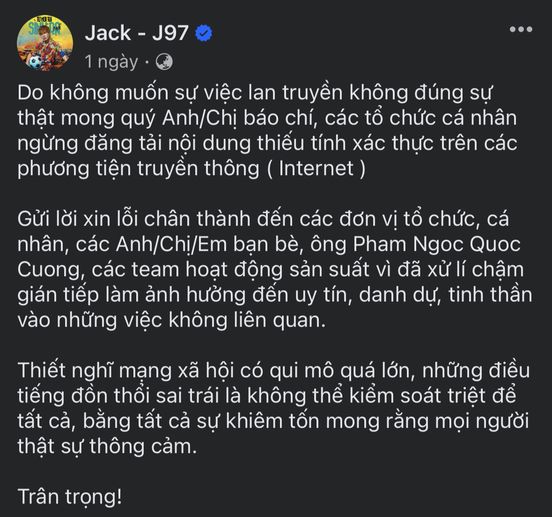 Jack - J97
1 ngày
Do không muốn sự việc lan truyền không đúng sự
thật mong quý Anh/Chị báo chí, các tổ chức cá nhân
ngừng đăng tải nội dung thiếu tính xác thực trên các
phương tiện truyền thông ( Internet )
Gửi lời xin lỗi chân thành đến các đơn vị tổ chức, cá
nhân, các Anh/Chị/Em bạn bè, ông Pham Ngoc Quoc
Cuong, các team hoạt động sản suất vì đã xử lí chậm
gián tiếp làm ảnh hưởng đến uy tín, danh dự, tinh thần
vào những việc không liên quan.
Thiết nghĩ mạng xã hội có qui mô quá lớn, những điều
tiếng đồn thổi sai trái là không thể kiểm soát triệt để
tất cả, bằng tất cả sự khiêm tốn mong rằng mọi người
thật sự thông cảm.
Trân trọng!